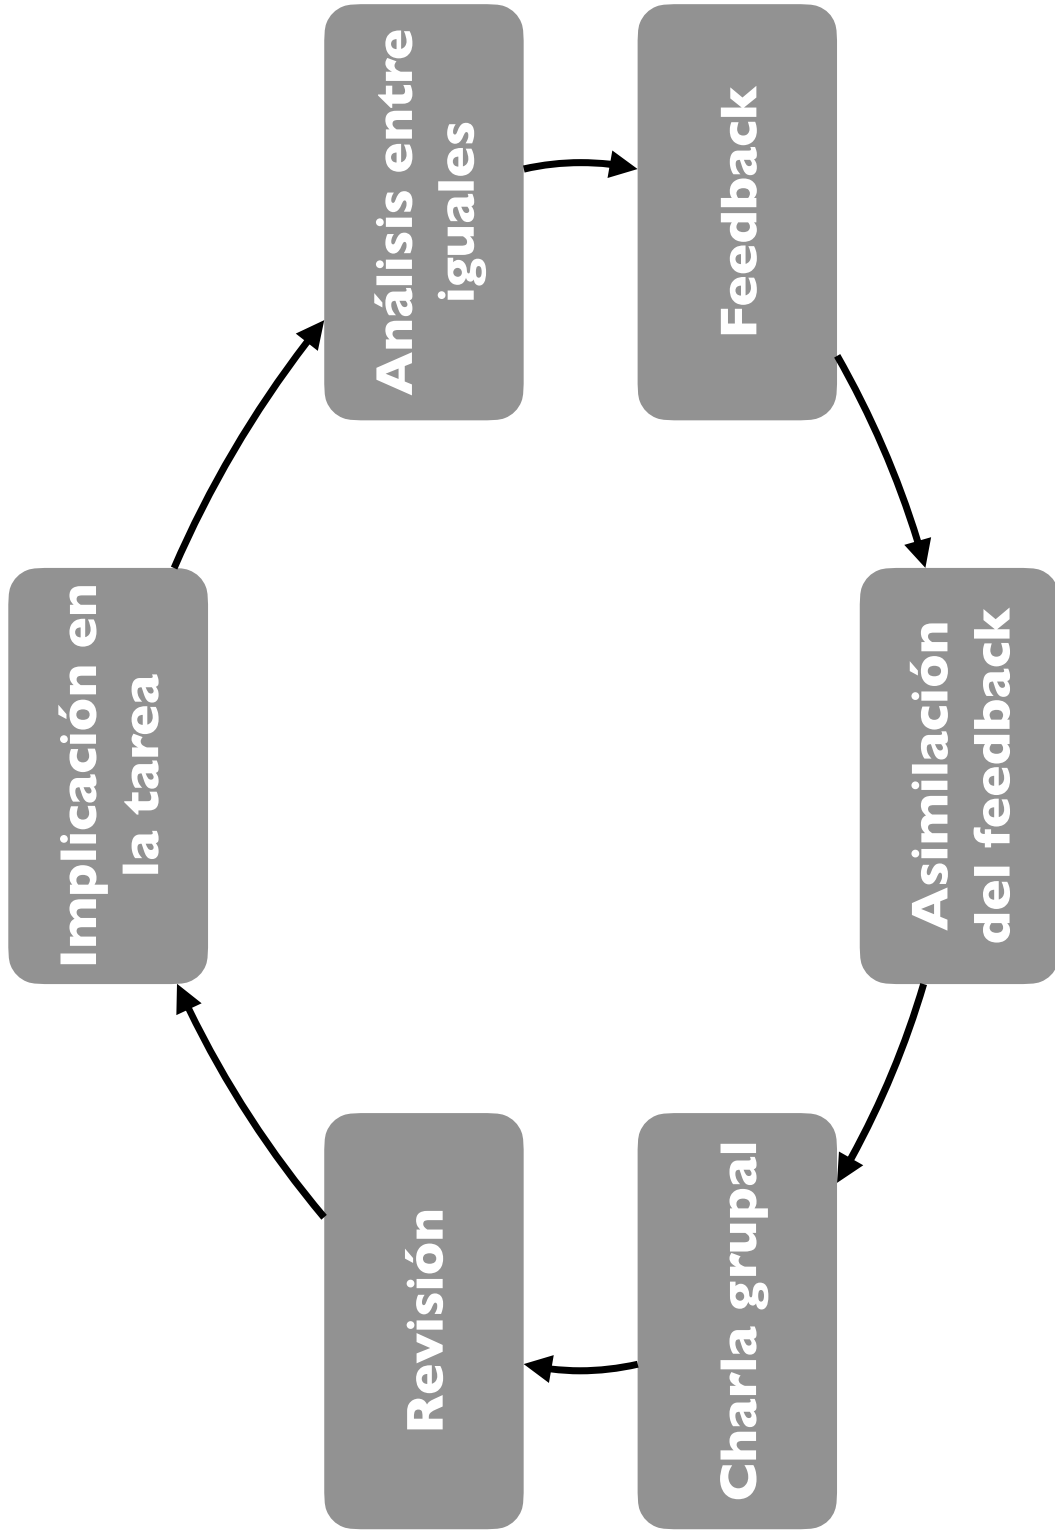 Implicación en
la tarea
Análisis entre
iguales
Feedback
Asimilación
del feedback
Charla grupal
Revisión